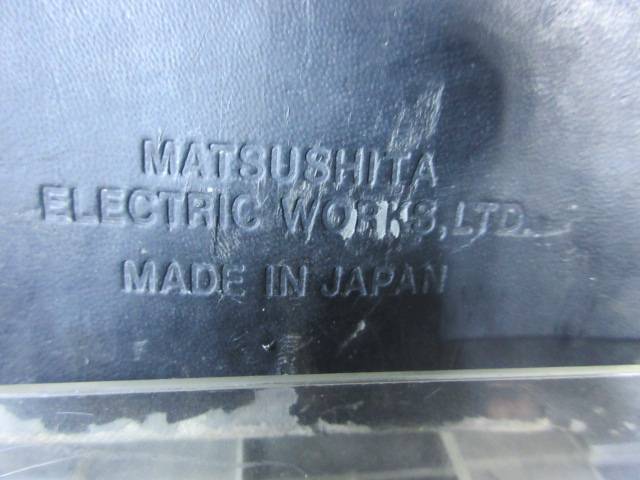 MATSUSHITA
ELECTRIC WORKS, LTD.
MADE IN JAPAN